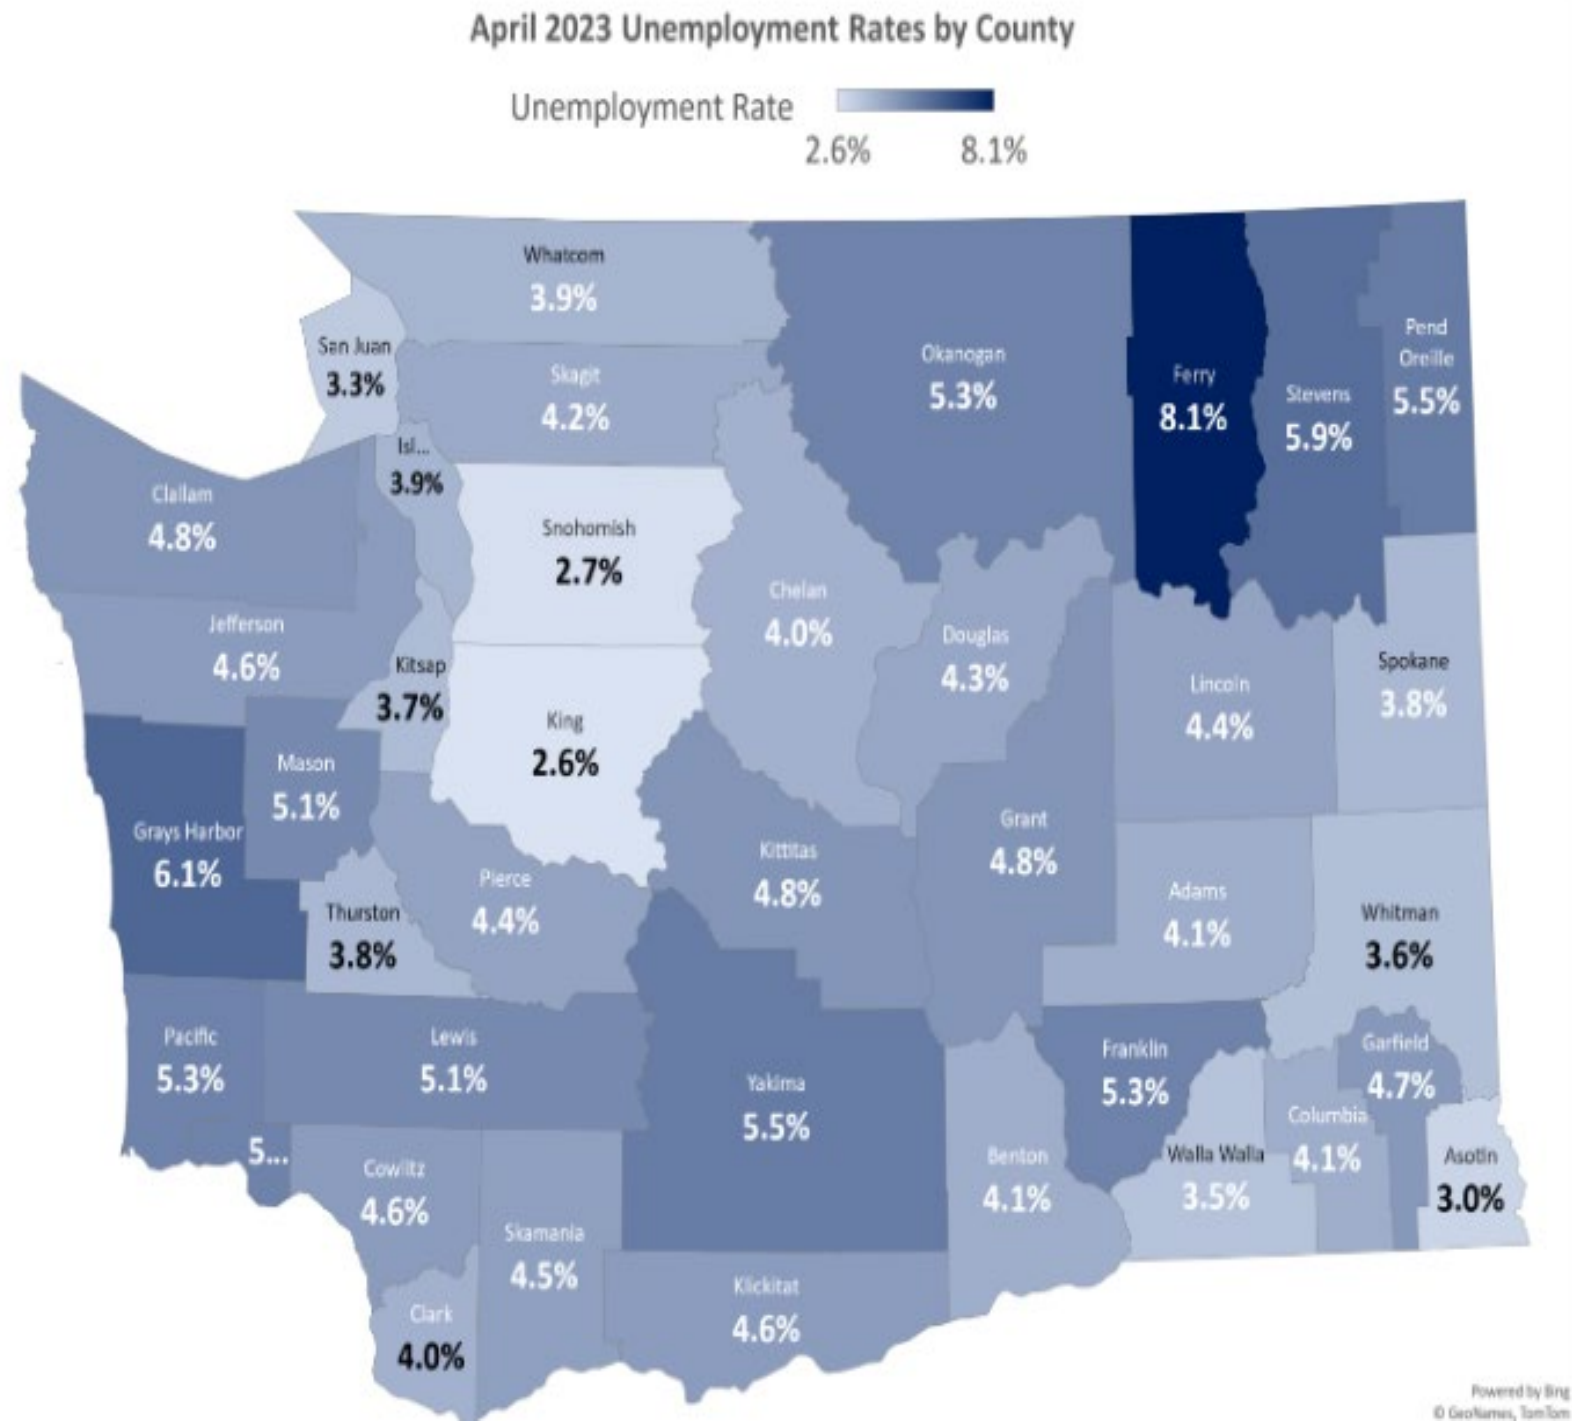 April 2023 Unemployment Rates by County
Unemployment Rate
2.6% 8.1%
Whatcom
3.9%
San Juan
3.3%
Skagit
4.2%
Okanogan
5.3%
Ferry
8.1%
Stevens
5.9%
Pend
Oreille
5.5%
Isl...
3.9%
Clallam
4.8%
Snohomish
2.7%
Chelan
4.0%
Jefferson
4.6%
Kitsap
3.7%
Douglas
4.3%
Lincoln
4.4%
Spokane
3.8%
King
2.6%
Mason
5.1%
Grays Harbor
6.1%
Grant
4.8%
Kittitas
4.8%
Pierce
4.4%
Thurston
3.8%
Adams
4.1%
Whitman
3.6%
Pacific
5.3%
Lewis
5.1%
Yakima
5.5%
Franklin
5.3%
Garfield
4.7%
Columbia
4.1%
5...
Cowlitz
4.6%
Benton
4.1%
Walla Walla
3.5%
Asotin
3.0%
Skamania
4.5%
Klickitat
4.6%
Clark
4.0%
Powered by Bing
© GeoNames, TomTom